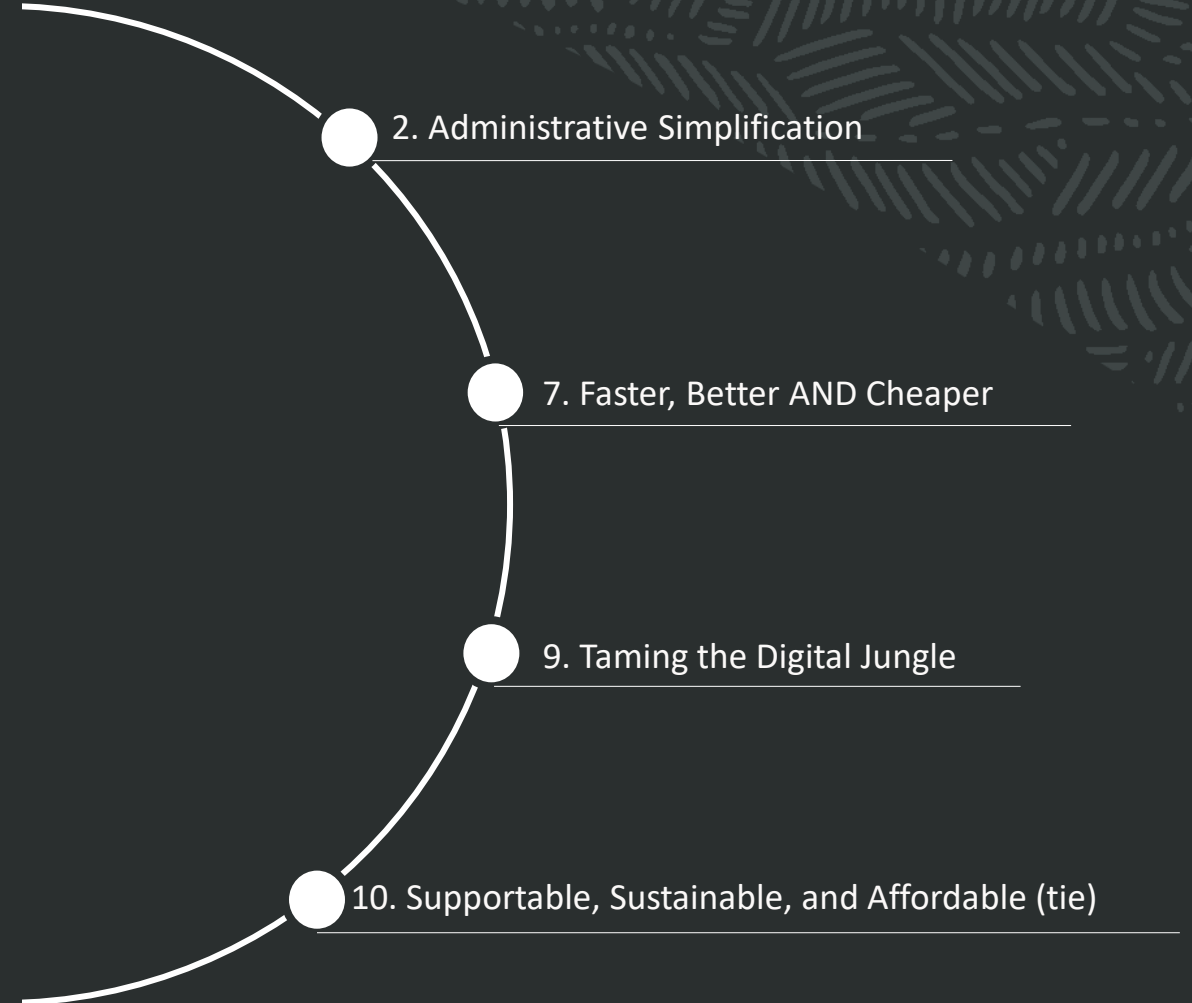 2. Administrative Simplification
7. Faster, Better AND Cheaper
9. Taming the Digital Jungle
10. Supportable, Sustainable, and Affordable (tie)